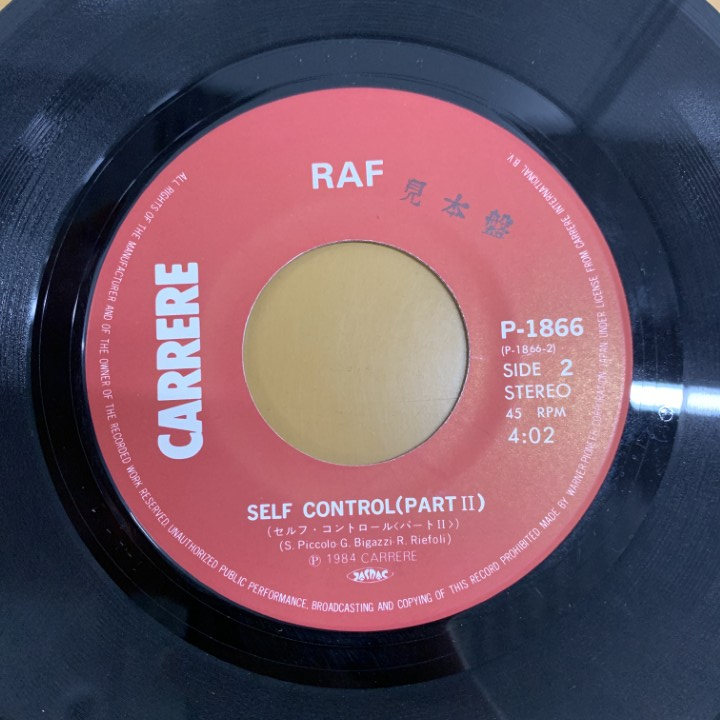 RAF
見本盤
CARRERE
P-1866
(P-1866-2)
SIDE 2
STEREO
45 RPM
4:02
SELF CONTROL(PART II)
(セルフ・コントロール〈パートII〉)
(S. Piccolo·G. Bigazzi·R. Riefoli)
Ⓟ 1984 CARRERE
JASRAC
ALL RIGHTS OF THE MANUFACTURER AND OF THE OWNER OF THE RECORDED WORK RESERVED UNAUTHORIZED PUBLIC PERFORMANCE, BROADCASTING AND COPYING OF THIS RECORD PROHIBITED. MADE BY WARNER-PIONEER CORPORATION, JAPAN UNDER LICENSE FROM CARRERE INTERNATIONAL B.V.